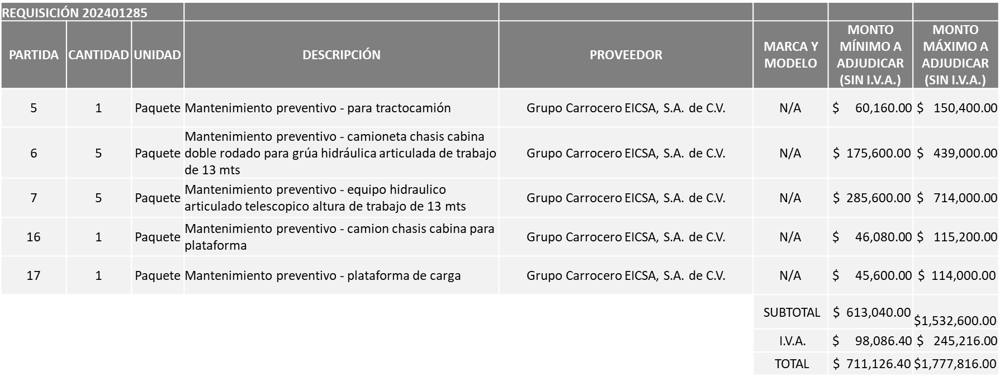 REQUISICIÓN 202401285
PARTIDA CANTIDAD UNIDAD DESCRIPCIÓN PROVEEDOR MARCA Y MODELO MONTO MÍNIMO A ADJUDICAR (SIN I.V.A.) MONTO MÁXIMO A ADJUDICAR (SIN I.V.A.)
5 1 Paquete Mantenimiento preventivo - para tractocamión Grupo Carrocero EICSA, S.A. de C.V. N/A $ 60,160.00 $ 150,400.00
6 5 Paquete Mantenimiento preventivo - camioneta chasis cabina doble rodado para grúa hidráulica articulada de trabajo de 13 mts Grupo Carrocero EICSA, S.A. de C.V. N/A $ 175,600.00 $ 439,000.00
7 5 Paquete Mantenimiento preventivo - equipo hidraulico articulado telescopico altura de trabajo de 13 mts Grupo Carrocero EICSA, S.A. de C.V. N/A $ 285,600.00 $ 714,000.00
16 1 Paquete Mantenimiento preventivo - camion chasis cabina para plataforma Grupo Carrocero EICSA, S.A. de C.V. N/A $ 46,080.00 $ 115,200.00
17 1 Paquete Mantenimiento preventivo - plataforma de carga Grupo Carrocero EICSA, S.A. de C.V. N/A $ 45,600.00 $ 114,000.00
SUBTOTAL $ 613,040.00 $1,532,600.00
I.V.A. $ 98,086.40 $ 245,216.00
TOTAL $ 711,126.40 $1,777,816.00